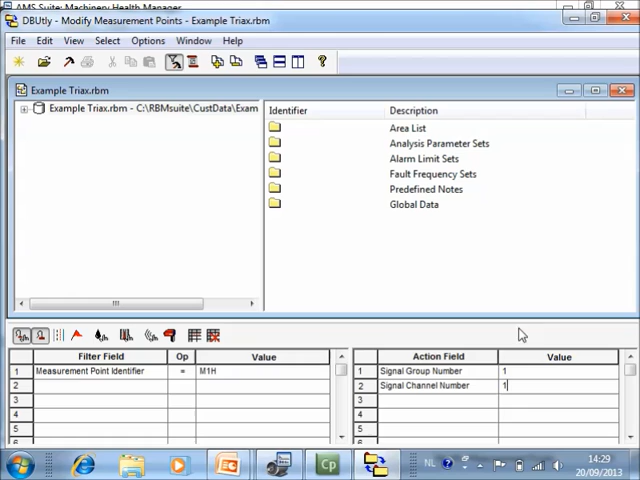 AMS Suite: Machinery Health Manager
DBUtly - Modify Measurement Points - Example Triax.rbm
File Edit View Select Options Window Help
Example Triax.rbm
Example Triax.rbm - C:\RBMsuite\CustData\Exam
Identifier Description
Area List
Analysis Parameter Sets
Alarm Limit Sets
Fault Frequency Sets
Predefined Notes
Global Data
Filter Field Op Value
1 Measurement Point Identifier = M1H
2
3
4
5
Action Field Value
1 Signal Group Number 1
2 Signal Channel Number 1
3
4
5
Cp NL 14:29
20/09/2013